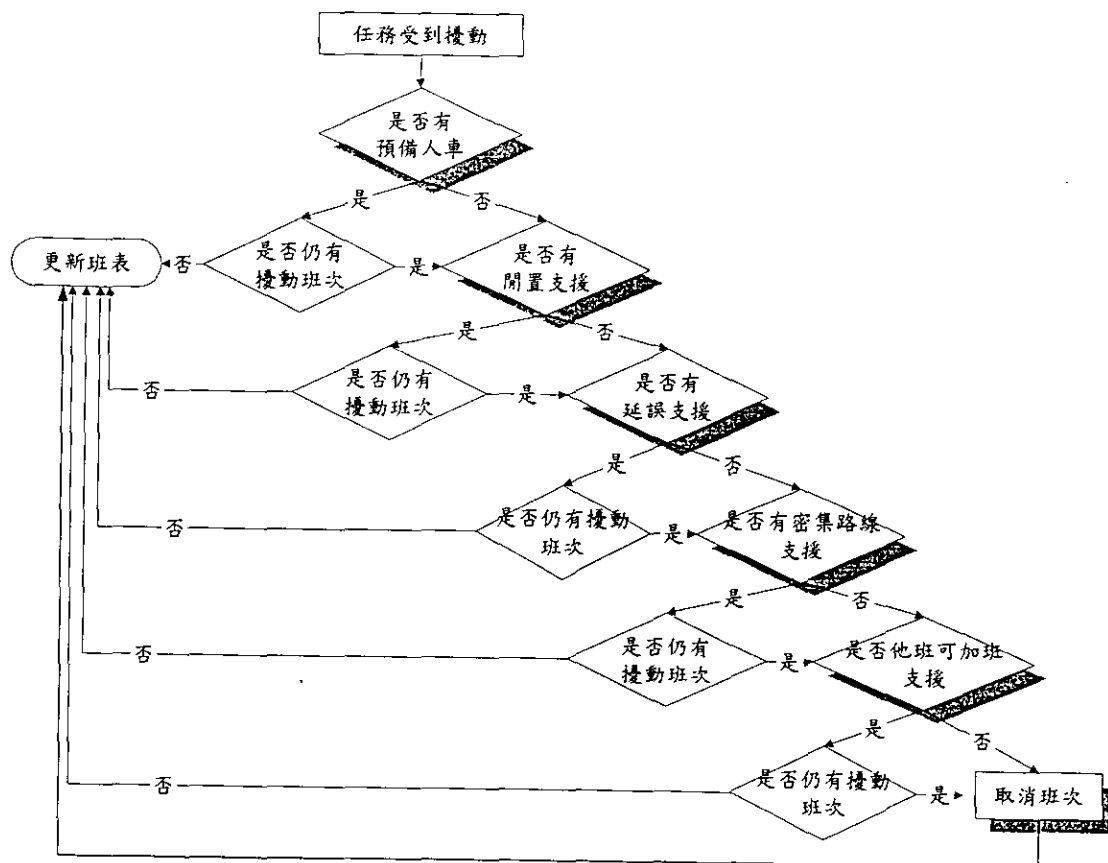 任務受到擾動
是否有
預備人車
是
否
更新班表
否
是否仍有
擾動班次
是
是否有
閒置支援
是
否
否
是否仍有
擾動班次
是
是否有
延誤支援
是
否
否
是否仍有擾動
班次
是
是否有密集路線
支援
是
否
否
是否仍有
擾動班次
是
是否他班可加班
支援
是
否
否
是否仍有擾動
班次
是
取消班次